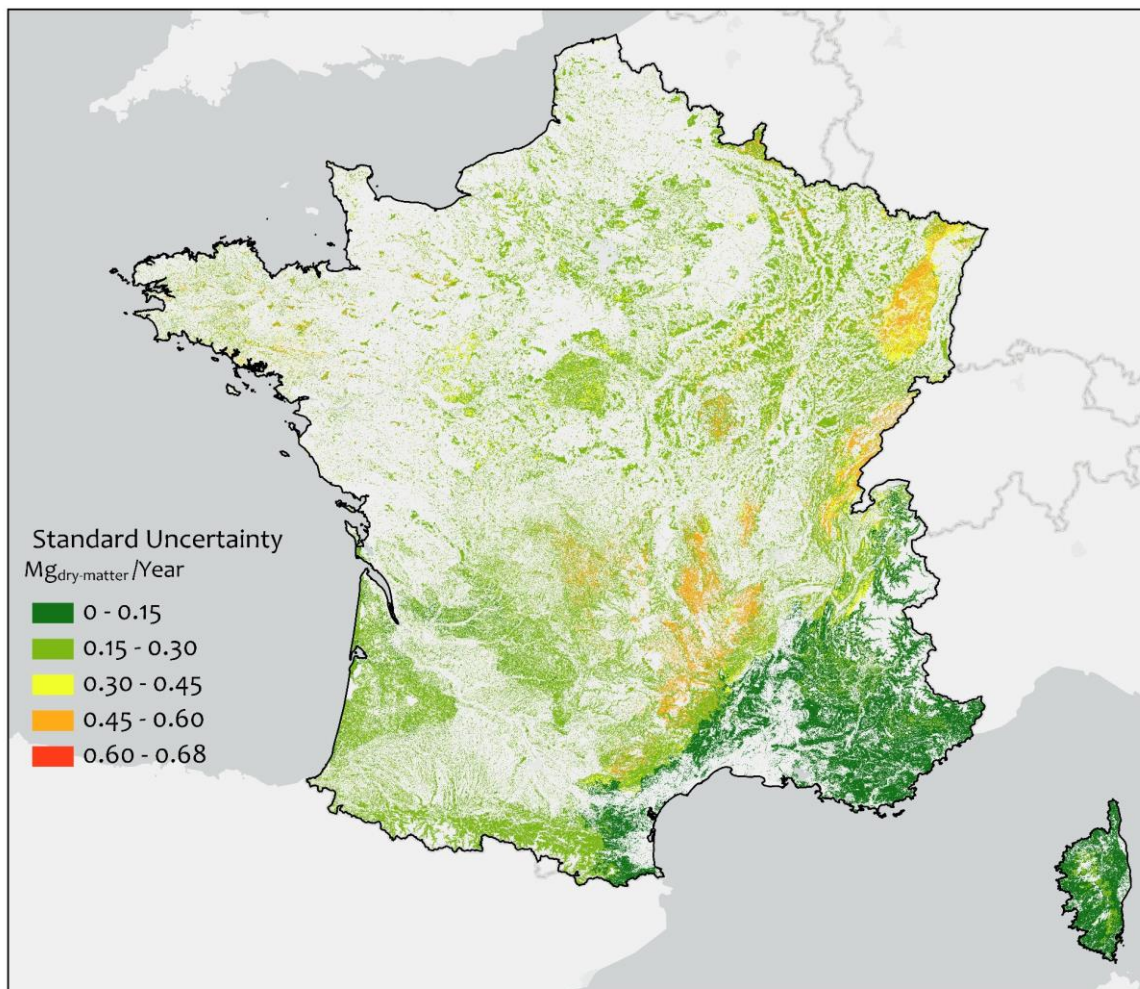 Standard Uncertainty
Mgdry-matter/Year
0 - 0.15
0.15 - 0.30
0.30 - 0.45
0.45 - 0.60
0.60 - 0.68